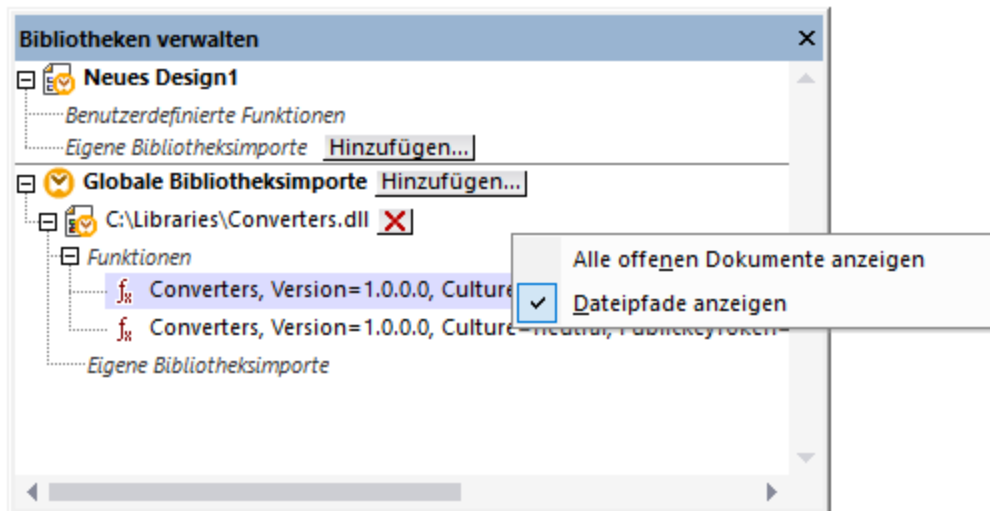 Bibliotheken verwalten
Neues Design1
Benutzerdefinierte Funktionen
Eigene Bibliotheksimporte Hinzufügen...
Globale Bibliotheksimporte Hinzufügen...
C:\Libraries\Converters.dll
Alle offenen Dokumente anzeigen
Funktionen
Converters, Version=1.0.0.0, Culture
Dateipfade anzeigen
Converters, Version=1.0.0.0, Culture=neutral, PublicKeyToken=
Eigene Bibliotheksimporte